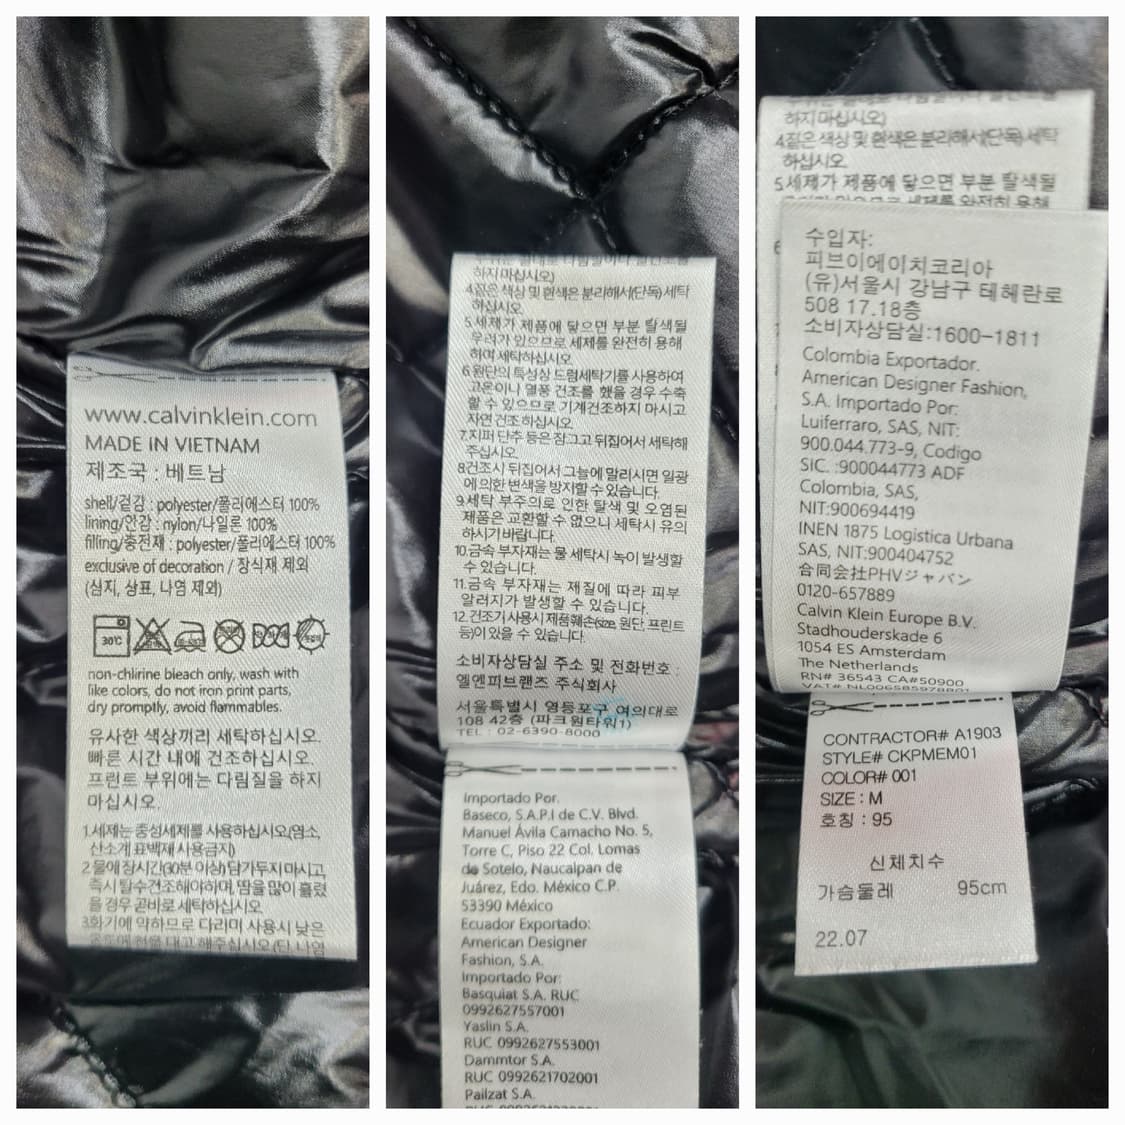 www.calvinklein.com
MADE IN VIETNAM
제조국 : 베트남
shell/겉감 : polyester/폴리에스터 100%
lining/안감 : nylon/나일론 100%
filling/충전재 : polyester/폴리에스터 100%
exclusive of decoration / 장식재 제외
(심지, 상표, 나염 제외)
30℃
non-chlirine bleach only, wash with
like colors, do not iron print parts,
dry promptly, avoid flammables.
유사한 색상끼리 세탁하십시오.
빠른 시간 내에 건조하십시오.
프린트 부위에는 다림질을 하지
마십시오.
1.세제는 중성세제를 사용하십시오(염소,
산소계 표백제 사용금지)
2.물에 장시간(30분 이상) 담가두지 마시고,
즉시 탈수건조해야하며, 땀을 많이 흘렸
을 경우 곧바로 세탁하십시오.
3.화기에 약하므로 다리미 사용시 낮은
온도에 천을 대고 해주십시오.(단, 나염
하지 마십시오)
4.짙은 색상 및 흰색은 분리해서(단독) 세탁
하십시오.
5.세제가 제품에 닿으면 부분 탈색될
우려가 있으므로 세제를 완전히 용해
하여 세탁하십시오.
6.원단의 특성상 드럼세탁기를 사용하여
고온이나 열풍 건조를 했을 경우 수축
할 수 있으므로 기계건조하지 마시고
자연 건조하십시오.
7.지퍼 단추 등은 잠그고 뒤집어서 세탁해
주십시오.
8.건조시 뒤집어서 그늘에 말리시면 일광
에 의한 변색을 방지할 수 있습니다.
9.세탁 부주의로 인한 탈색 및 오염된
제품은 교환할 수 없으니 세탁시 유의
하시기 바랍니다.
10.금속 부자재는 물 세탁시 녹이 발생할
수 있습니다.
11.금속 부자재는 재질에 따라 피부
알러지가 발생할 수 있습니다.
12.건조기 사용시 제품훼손(size, 원단, 프린트
등)이 있을 수 있습니다.
소비자상담실 주소 및 전화번호 :
엘엔피브랜즈 주식회사
서울특별시 영등포구 여의대로
108 42층 (파크원타워1)
TEL : 02-6390-8000
Importado Por.
Baseco, S.A.P.I de C.V. Blvd.
Manuel Ávila Camacho No. 5,
Torre C, Piso 22 Col. Lomas
de Sotelo, Naucalpan de
Juárez, Edo. México C.P.
53390 México
Ecuador Exportado:
American Designer
Fashion, S.A.
Importado Por:
Basquiat S.A. RUC
0992627557001
Yaslin S.A.
RUC 0992627553001
Dammtor S.A.
RUC 0992621702001
Pailzat S.A.
하지 마십시오)
4.짙은 색상 및 흰색은 분리해서(단독) 세탁
하십시오.
5.세제가 제품에 닿으면 부분 탈색될
수입자:
피브이에이치코리아
(유)서울시 강남구 테헤란로
508 17.18층
소비자상담실:1600-1811
Colombia Exportador.
American Designer Fashion,
S.A. Importado Por:
Luiferraro, SAS, NIT:
900.044.773-9, Codigo
SIC. :900044773 ADF
Colombia, SAS,
NIT:900694419
INEN 1875 Logistica Urbana
SAS, NIT:900404752
合同会社PHVジャパン
0120-657889
Calvin Klein Europe B.V.
Stadhouderskade 6
1054 ES Amsterdam
The Netherlands
RN# 36543 CA#50900
VAT# NL006585978B01
CONTRACTOR# A1903
STYLE# CKPMEM01
COLOR# 001
SIZE : M
호칭 : 95
신체치수
가슴둘레 95cm
22.07